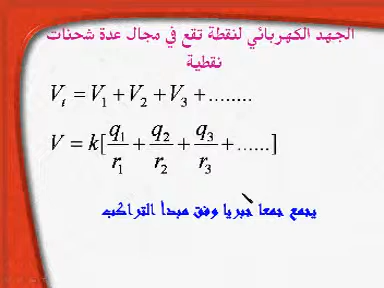 الجهد الكهربائي لنقطة تقع في مجال عدة شحنات
نقطية
V_t = V_1 + V_2 + V_3 + ........
V = k[q_1/r_1 + q_2/r_2 + q_3/r_3 + ......]
يجمع جمعا جبريا وفق مبدأ التراكب